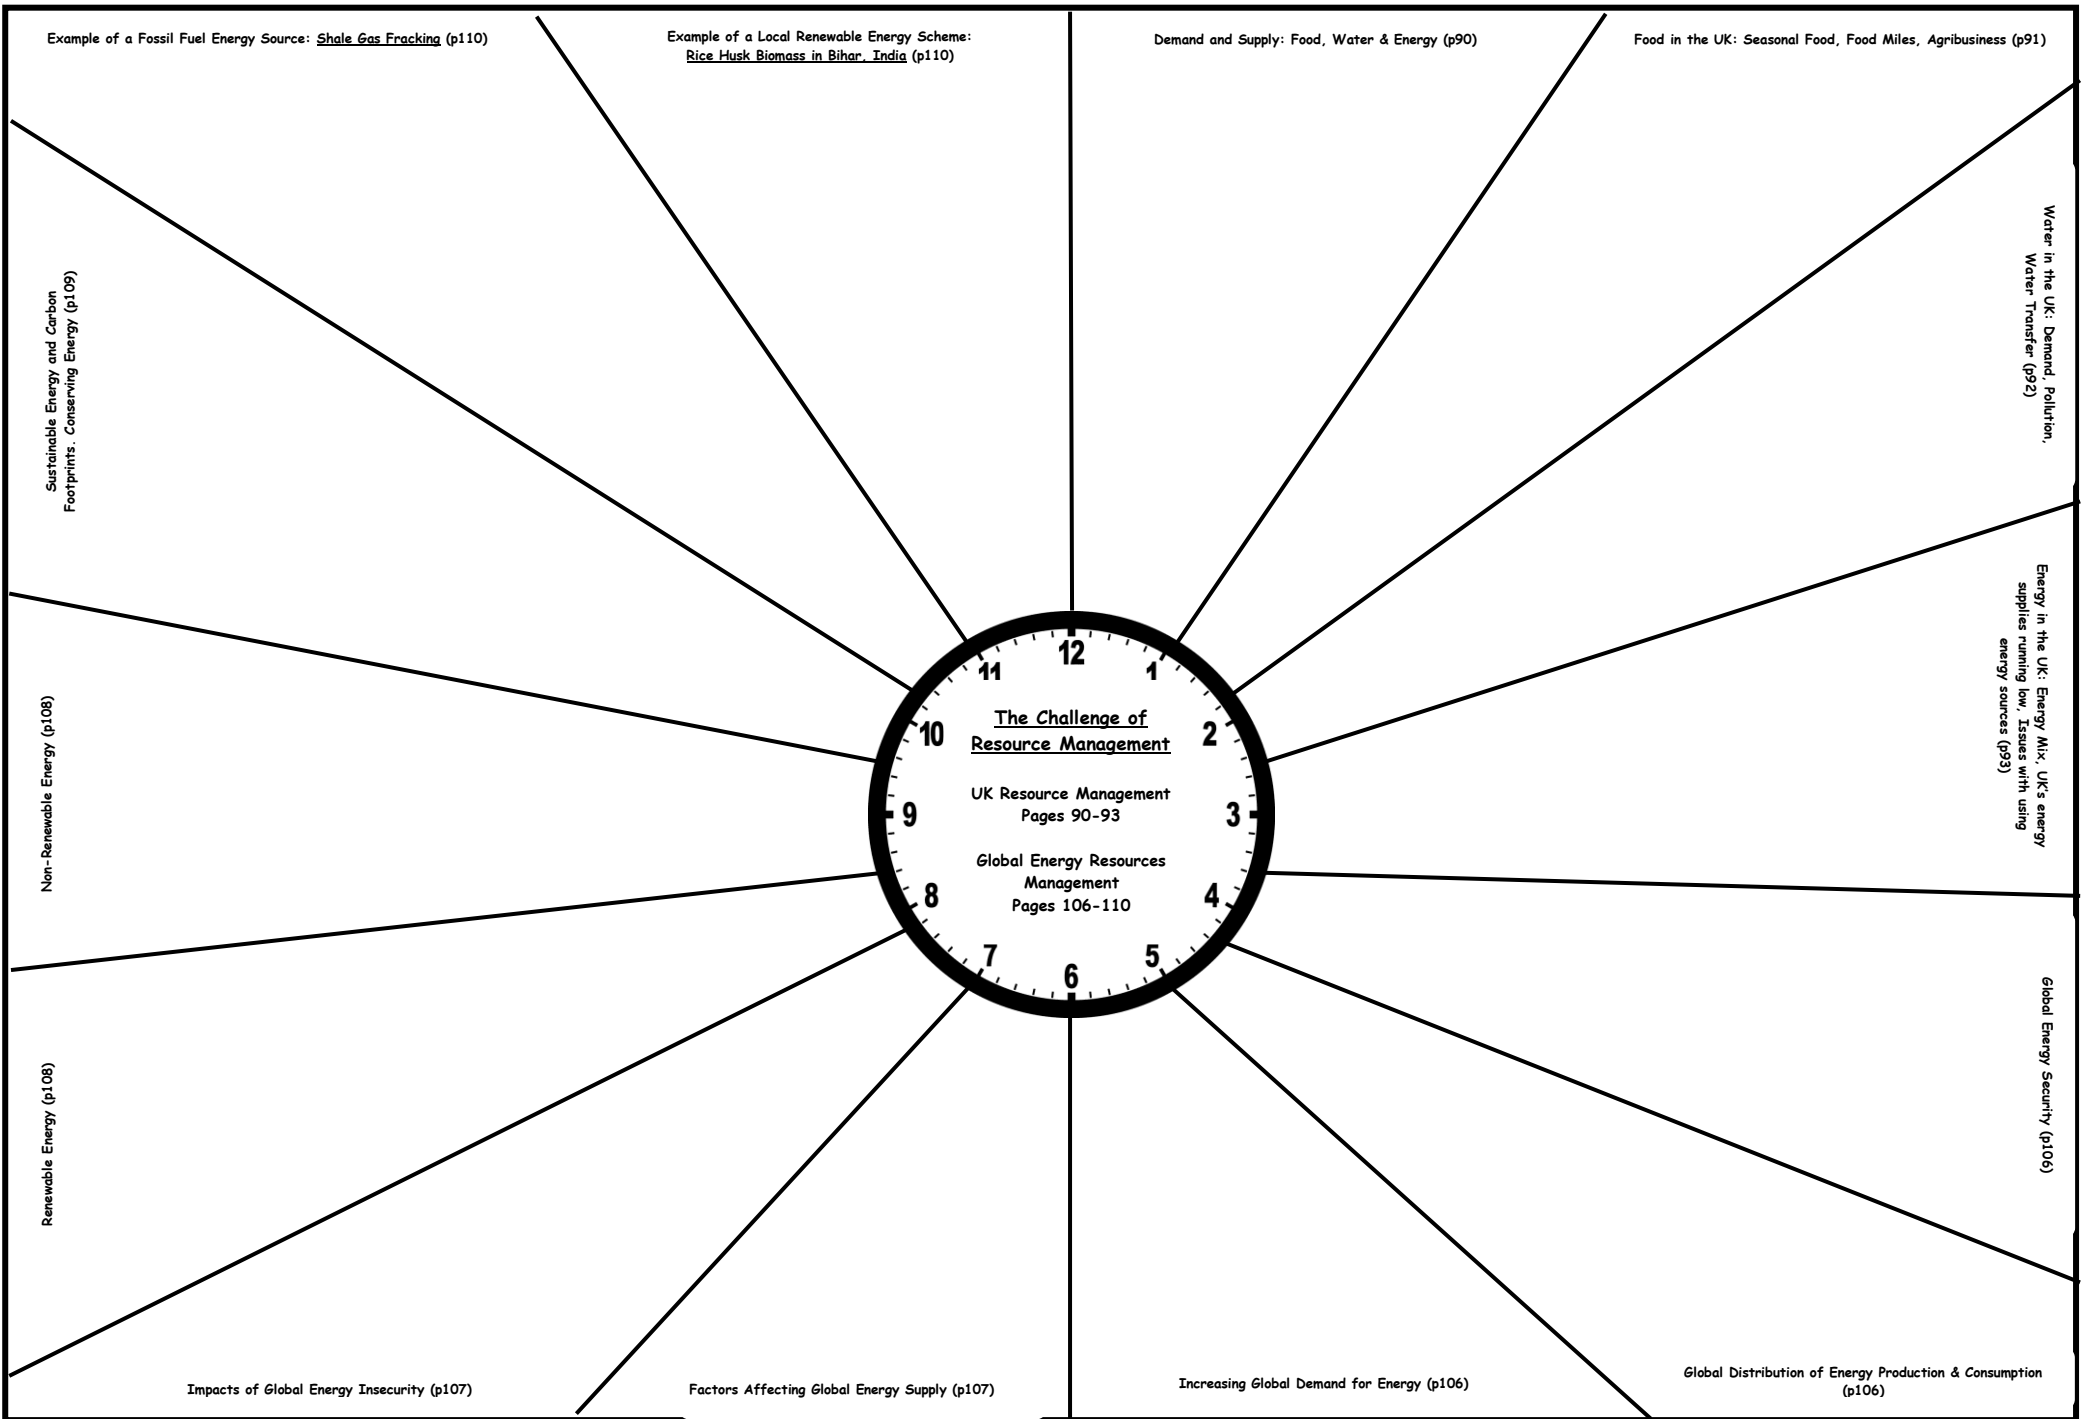 Example of a Fossil Fuel Energy Source: Shale Gas Fracking (p110)
Example of a Local Renewable Energy Scheme:
Rice Husk Biomass in Bihar, India (p110)
Demand and Supply: Food, Water & Energy (p90)
Food in the UK: Seasonal Food, Food Miles, Agribusiness (p91)
Water in the UK: Demand, Pollution,
Water Transfer (p92)
Energy in the UK: Energy Mix, UK's energy
supplies running low, Issues with using
energy sources (p93)
Global Energy Security (p106)
Global Distribution of Energy Production & Consumption
(p106)
Increasing Global Demand for Energy (p106)
Factors Affecting Global Energy Supply (p107)
Impacts of Global Energy Insecurity (p107)
Renewable Energy (p108)
Non-Renewable Energy (p108)
Sustainable Energy and Carbon
Footprints. Conserving Energy (p109)
12
1
2
3
4
5
6
7
8
9
10
11
The Challenge of
Resource Management
UK Resource Management
Pages 90-93
Global Energy Resources
Management
Pages 106-110